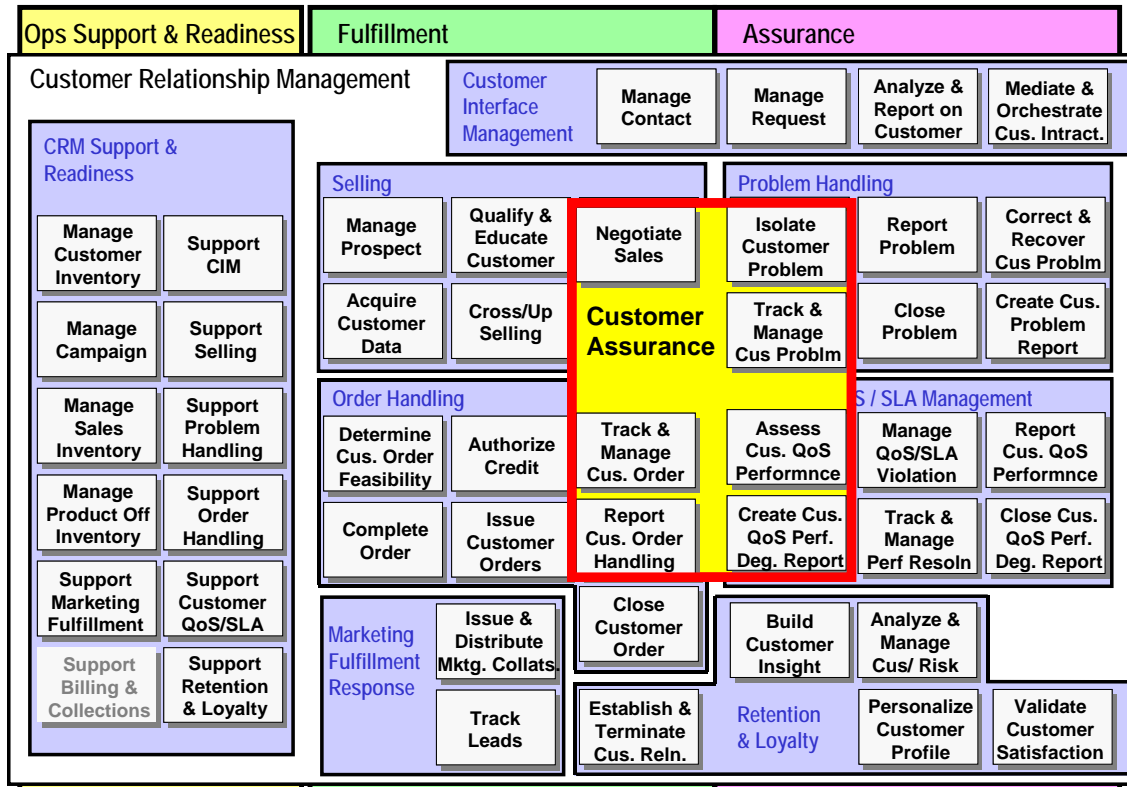 Ops Support & Readiness
Fulfillment
Assurance
Customer Relationship Management
Customer
Interface
Management
Manage
Contact
Manage
Request
Analyze &
Report on
Customer
Mediate &
Orchestrate
Cus. Intract.
CRM Support &
Readiness
Manage
Customer
Inventory
Support
CIM
Manage
Campaign
Support
Selling
Manage
Sales
Inventory
Support
Problem
Handling
Manage
Product Off
Inventory
Support
Order
Handling
Support
Marketing
Fulfillment
Support
Customer
QoS/SLA
Support
Billing &
Collections
Support
Retention
& Loyalty
Selling
Manage
Prospect
Qualify &
Educate
Customer
Negotiate
Sales
Acquire
Customer
Data
Cross/Up
Selling
Customer
Assurance
Problem Handling
Isolate
Customer
Problem
Report
Problem
Correct &
Recover
Cus Problm
Track &
Manage
Cus Problm
Close
Problem
Create Cus.
Problem
Report
Order Handling
Determine
Cus. Order
Feasibility
Authorize
Credit
Track &
Manage
Cus. Order
Complete
Order
Issue
Customer
Orders
Report
Cus. Order
Handling
Close
Customer
Order
S / SLA Management
Assess
Cus. QoS
Performnce
Manage
QoS/SLA
Violation
Report
Cus. QoS
Performnce
Create Cus.
QoS Perf.
Deg. Report
Track &
Manage
Perf Resoln
Close Cus.
QoS Perf.
Deg. Report
Marketing
Fulfillment
Response
Issue &
Distribute
Mktg. Collats.
Track
Leads
Build
Customer
Insight
Analyze &
Manage
Cus/ Risk
Establish &
Terminate
Cus. Reln.
Retention
& Loyalty
Personalize
Customer
Profile
Validate
Customer
Satisfaction